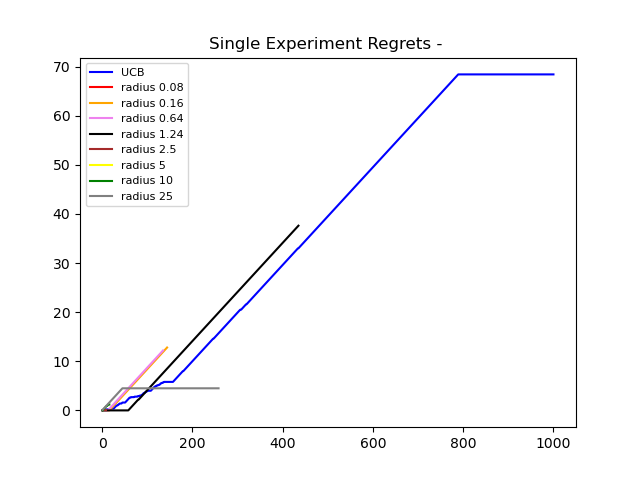 Single Experiment Regrets -
70
60
50
40
30
20
10
0
UCB
radius 0.08
radius 0.16
radius 0.64
radius 1.24
radius 2.5
radius 5
radius 10
radius 25
0 200 400 600 800 1000